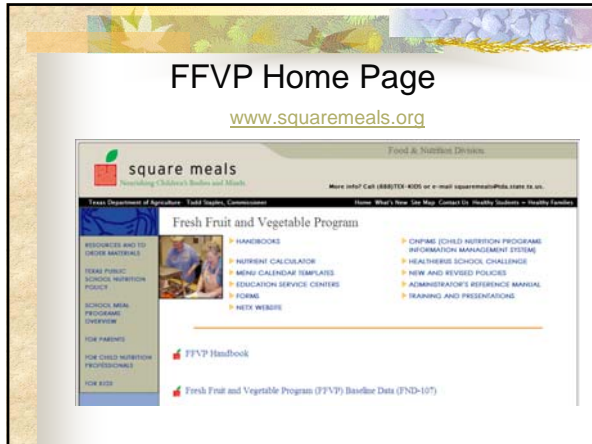 FFVP Home Page
www.squaremeals.org
Food & Nutrition Division
square meals
Nourishing Children's Bodies and Minds
More info? Call (888)TEX-KIDS or e-mail squaremeals@tda.state.tx.us.
Texas Department of Agriculture Todd Staples, Commissioner
Home What's New Site Map Contact Us Healthy Students = Healthy Families
Fresh Fruit and Vegetable Program
RESOURCES AND TO
ORDER MATERIALS
TEXAS PUBLIC
SCHOOL NUTRITION
POLICY
SCHOOL MEAL
PROGRAMS
OVERVIEW
FOR PARENTS
FOR CHILD NUTRITION
PROFESSIONALS
FOR KIDS
HANDBOOKS
NUTRIENT CALCULATOR
MENU CALENDAR TEMPLATES
EDUCATION SERVICE CENTERS
FORMS
NETX WEBSITE
CNPIMS (CHILD NUTRITION PROGRAMS
INFORMATION MANAGEMENT SYSTEM)
HEALTHIERUS SCHOOL CHALLENGE
NEW AND REVISED POLICIES
ADMINISTRATOR'S REFERENCE MANUAL
TRAINING AND PRESENTATIONS
FFVP Handbook
Fresh Fruit and Vegetable Program (FFVP) Baseline Data (FND-107)